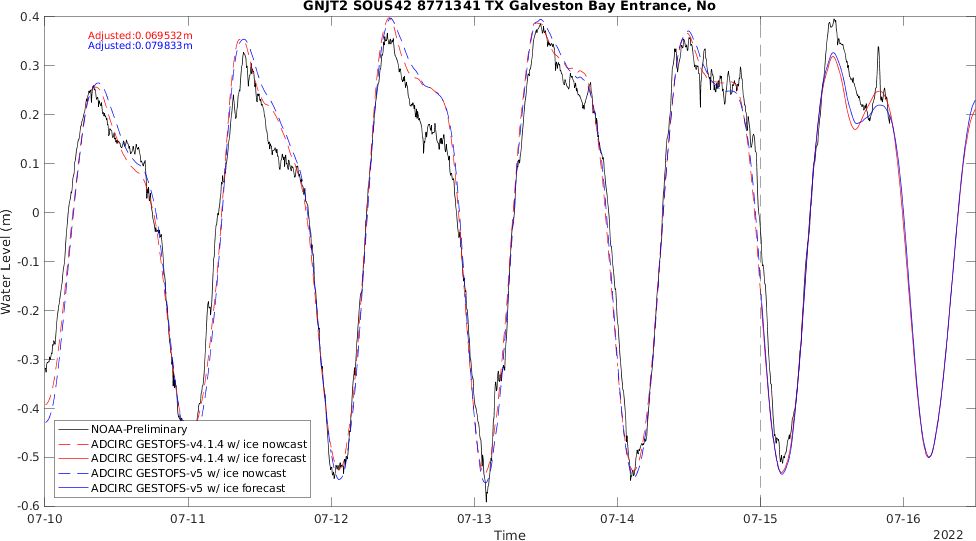 GNJT2 SOUS42 8771341 TX Galveston Bay Entrance, No
Adjusted:0.069532m
Adjusted:0.079833m
Water Level (m)
0.4
0.3
0.2
0.1
0
-0.1
-0.2
-0.3
-0.4
-0.5
-0.6
NOAA-Preliminary
ADCIRC GESTOFS-v4.1.4 w/ ice nowcast
ADCIRC GESTOFS-v4.1.4 w/ ice forecast
ADCIRC GESTOFS-v5 w/ ice nowcast
ADCIRC GESTOFS-v5 w/ ice forecast
07-10 07-11 07-12 07-13 07-14 07-15 07-16
Time
2022